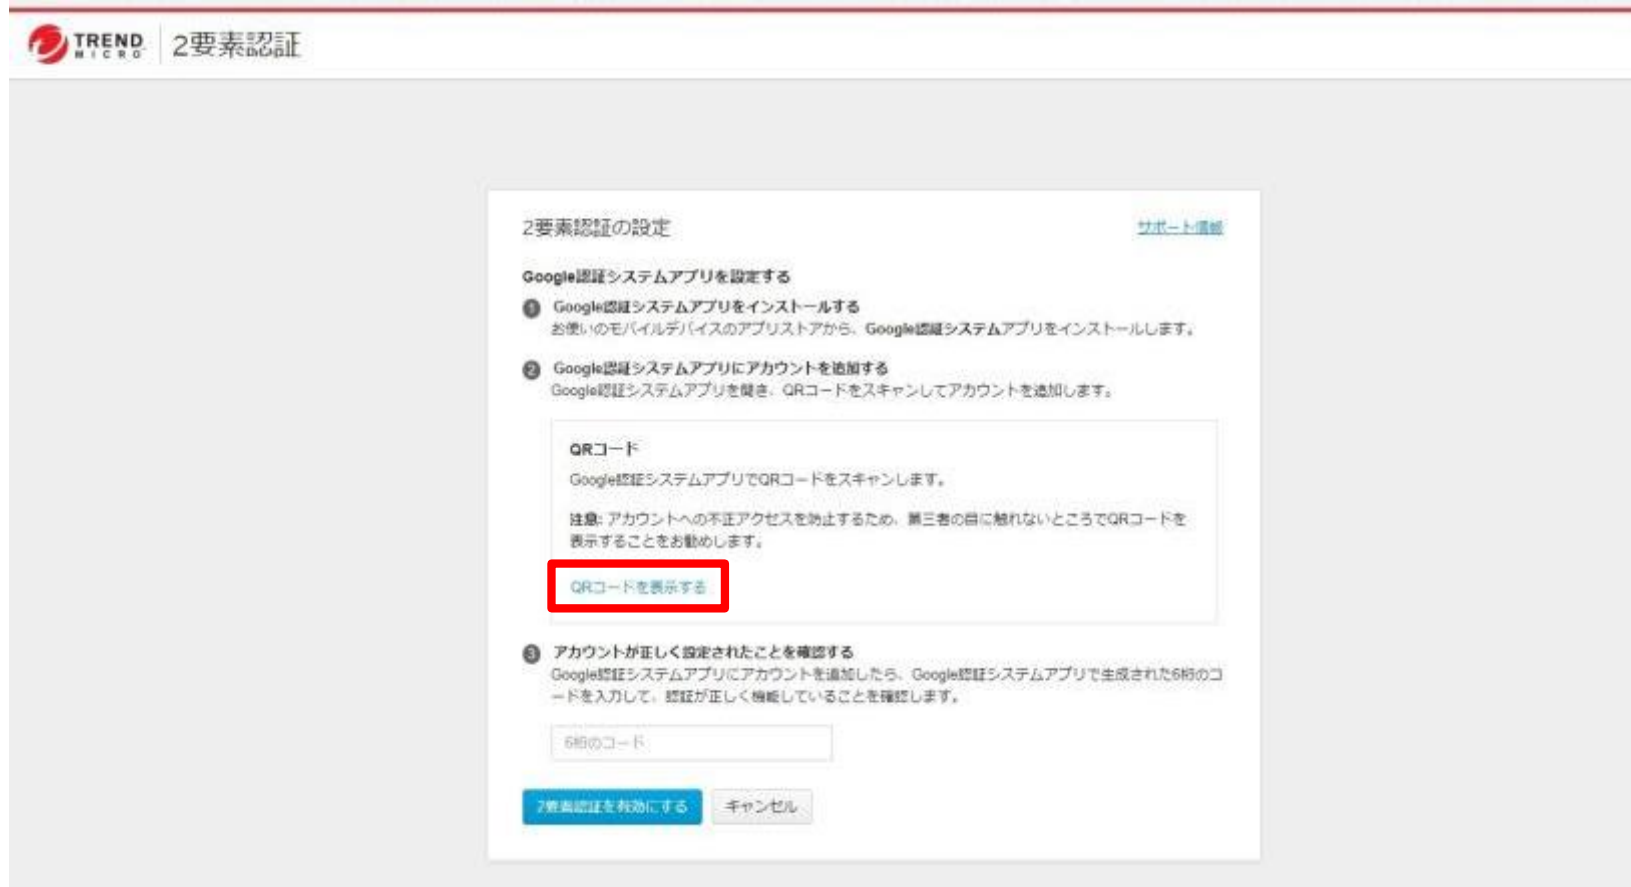 TREND MICRO 2要素認証
2要素認証の設定 サポート情報
Google認証システムアプリを設定する
1 Google認証システムアプリをインストールする
お使いのモバイルデバイスのアプリストアから、Google認証システムアプリをインストールします。
2 Google認証システムアプリにアカウントを追加する
Google認証システムアプリを開き、QRコードをスキャンしてアカウントを追加します。
QRコード
Google認証システムアプリでQRコードをスキャンします。
注意: アカウントへの不正アクセスを防止するため、第三者の目に触れないところでQRコードを
表示することをお勧めします。
QRコードを表示する
3 アカウントが正しく設定されたことを確認する
Google認証システムアプリにアカウントを追加したら、Google認証システムアプリで生成された6桁のコ
ードを入力して、認証が正しく機能していることを確認します。
6桁のコード
2要素認証を有効にする キャンセル